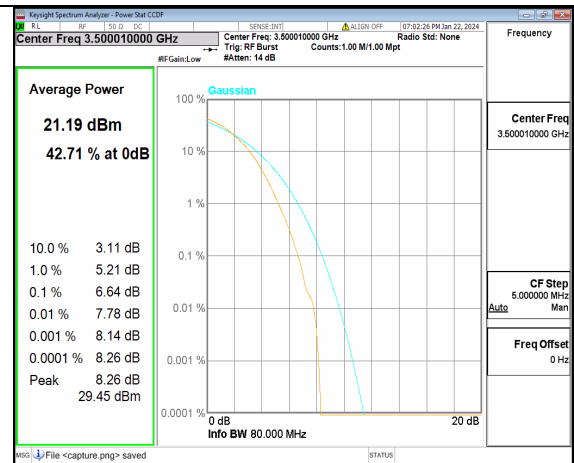 Keysight Spectrum Analyzer - Power Stat CCDF
RL RF 50 Ω DC SENSE:INT ALIGN OFF 07:02:26 PM Jan 22, 2024
Center Freq 3.500010000 GHz
Center Freq: 3.500010000 GHz Radio Std: None
Trig: RF Burst Counts:1.00 M/1.00 Mpt
#IFGain:Low #Atten: 14 dB
Frequency
Average Power
21.19 dBm
42.71 % at 0dB
10.0 % 3.11 dB
1.0 % 5.21 dB
0.1 % 6.64 dB
0.01 % 7.78 dB
0.001 % 8.14 dB
0.0001 % 8.26 dB
Peak 8.26 dB
29.45 dBm
Gaussian
100 %
10 %
1 %
0.1 %
0.01 %
0.001 %
0.0001 %
0 dB 20 dB
Info BW 80.000 MHz
Center Freq
3.500010000 GHz
CF Step
5.000000 MHz
Auto Man
Freq Offset
0 Hz
MSG File <capture.png> saved STATUS